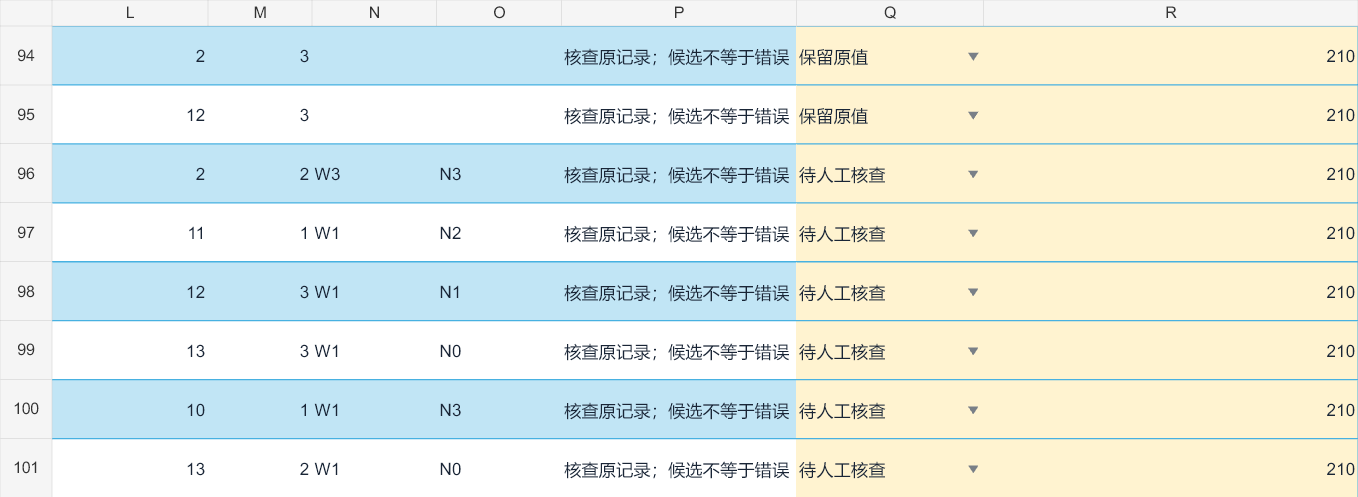 L M N O P Q R
94 2 3 核查原记录；候选不等于错误 保留原值 210
95 12 3 核查原记录；候选不等于错误 保留原值 210
96 2 2 W3 N3 核查原记录；候选不等于错误 待人工核查 210
97 11 1 W1 N2 核查原记录；候选不等于错误 待人工核查 210
98 12 3 W1 N1 核查原记录；候选不等于错误 待人工核查 210
99 13 3 W1 N0 核查原记录；候选不等于错误 待人工核查 210
100 10 1 W1 N3 核查原记录；候选不等于错误 待人工核查 210
101 13 2 W1 N0 核查原记录；候选不等于错误 待人工核查 210